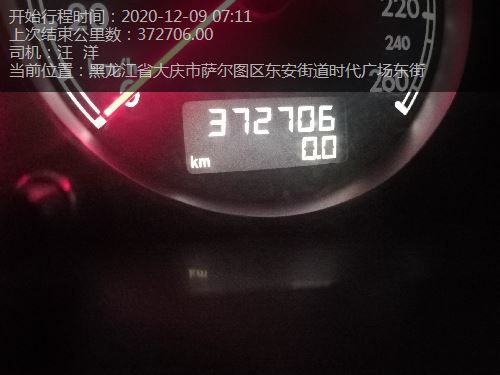 开始行程时间：2020-12-09 07:11
上次结束公里数：372706.00
司机：汪  洋
当前位置：黑龙江省大庆市萨尔图区东安街道时代广场东街
220
240
260
372706
0.0
km